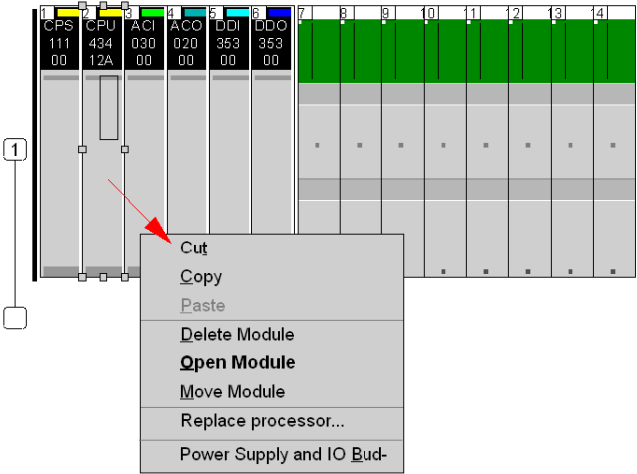 1 2 3 4 5 6 7 8 9 10 11 12 13 14
CPS CPU ACI ACO DDI DDO
111 434 030 020 353 353
00 12A 00 00 00 00
1
Cut
Copy
Paste
Delete Module
Open Module
Move Module
Replace processor...
Power Supply and IO Bud-